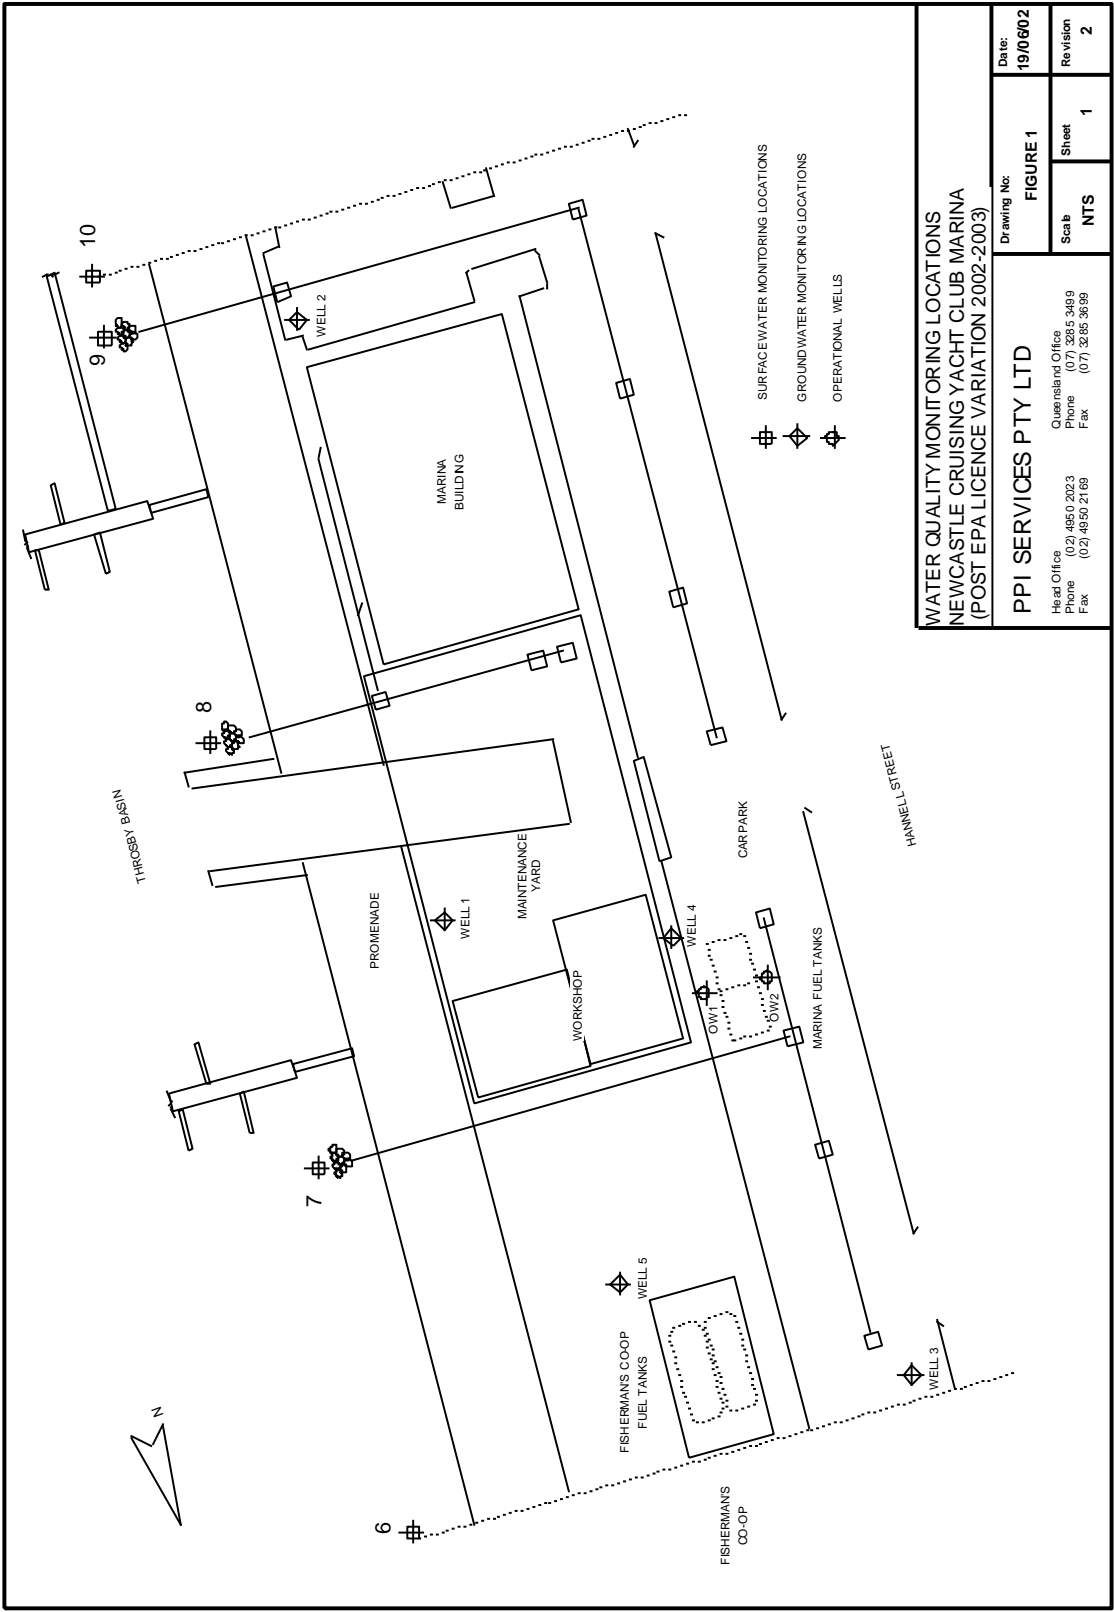 10
9
WELL 2
MARINA
BUILDING
8
THROSBY BASIN
PROMENADE
WELL 1
MAINTENANCE
YARD
WORKSHOP
WELL 4
OW1
OW2
MARINA FUEL TANKS
CAR PARK
HANNELL STREET
7
WELL 5
FISHERMAN'S CO-OP
FUEL TANKS
WELL 3
N
6
FISHERMAN'S
CO-OP
SURFACE WATER MONITORING LOCATIONS
GROUNDWATER MONITORING LOCATIONS
OPERATIONAL WELLS
WATER QUALITY MONITORING LOCATIONS
NEWCASTLE CRUISING YACHT CLUB MARINA
(POST EPA LICENCE VARIATION 2002-2003)
PPI SERVICES PTY LTD
Head Office
Phone (02) 4950 2023
Fax (02) 4950 2169
Queensland Office
Phone (07) 3285 3499
Fax (07) 3285 3699
Drawing No:
FIGURE 1
Date:
19/06/02
Scale
NTS
Sheet
1
Revision
2